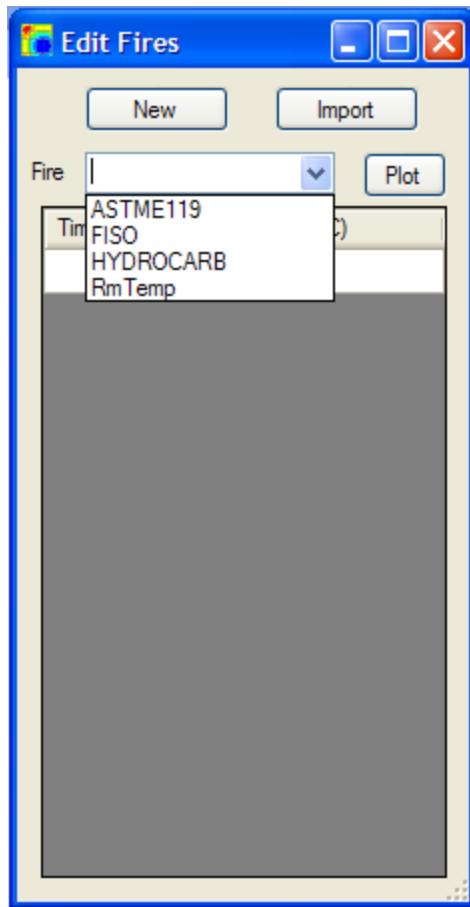 Edit Fires
New Import
Fire Plot
ASTME119
FISO
HYDROCARB
RmTemp